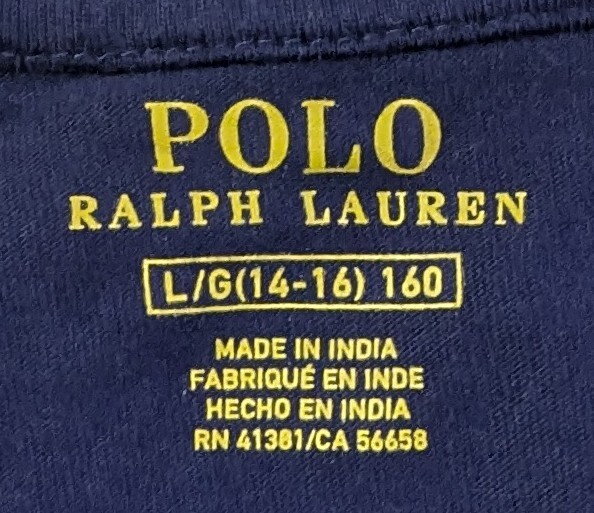 POLO
RALPH LAUREN
L/G(14-16) 160
MADE IN INDIA
FABRIQUÉ EN INDE
HECHO EN INDIA
RN 41381/CA 56658